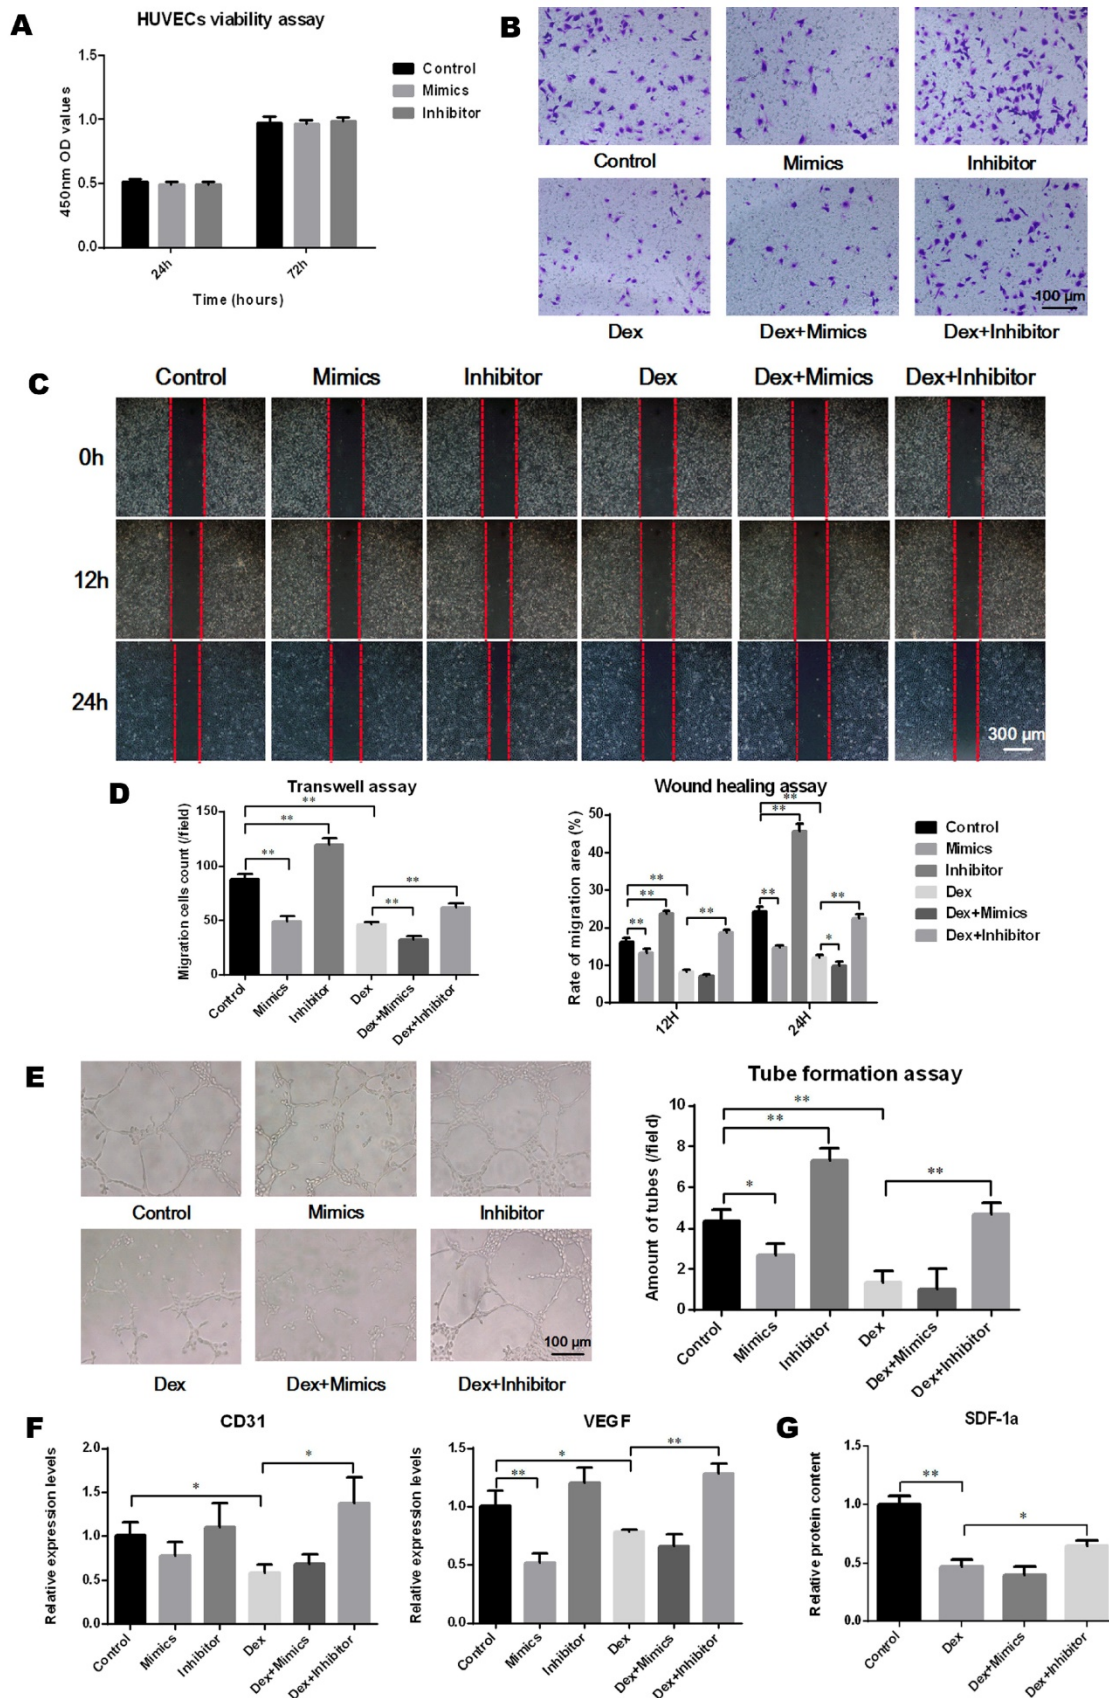 A
HUVECs viability assay
450nm OD values
1.5
1.0
0.5
0.0
24h
72h
Time (hours)
Control
Mimics
Inhibitor
B
Control
Mimics
Inhibitor
100 μm
Dex
Dex+Mimics
Dex+Inhibitor
C
Control
Mimics
Inhibitor
Dex
Dex+Mimics
Dex+Inhibitor
0h
12h
24h
300 μm
D
Transwell assay
Migration cells count (/field)
150
100
50
0
** ** ** ** **
Control
Mimics
Inhibitor
Dex
Dex+Mimics
Dex+Inhibitor
Wound healing assay
Rate of migration area (%)
50
40
30
20
10
0
** ** ** ** ** ** ** * **
12H
24H
Control
Mimics
Inhibitor
Dex
Dex+Mimics
Dex+Inhibitor
E
Control
Mimics
Inhibitor
100 μm
Dex
Dex+Mimics
Dex+Inhibitor
Tube formation assay
Amount of tubes (/field)
10
8
6
4
2
0
** ** * **
Control
Mimics
Inhibitor
Dex
Dex+Mimics
Dex+Inhibitor
F
CD31
Relative expression levels
2.0
1.5
1.0
0.5
0.0
* *
Control
Mimics
Inhibitor
Dex
Dex+Mimics
Dex+Inhibitor
VEGF
Relative expression levels
1.5
1.0
0.5
0.0
** * **
Control
Mimics
Inhibitor
Dex
Dex+Mimics
Dex+Inhibitor
G
SDF-1a
Relative protein content
1.5
1.0
0.5
0.0
** *
Control
Dex
Dex+Mimics
Dex+Inhibitor